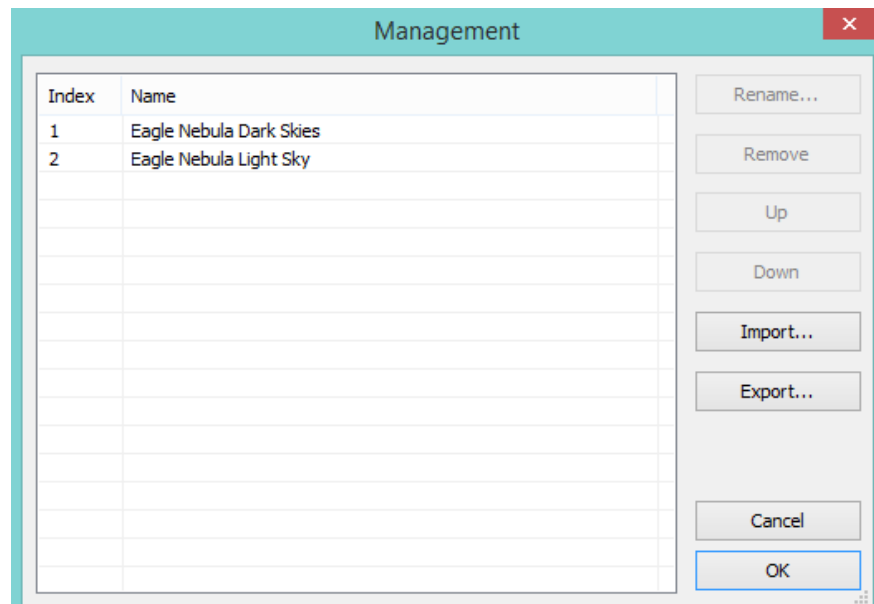 Management
Index Name
1 Eagle Nebula Dark Skies
2 Eagle Nebula Light Sky
Rename...
Remove
Up
Down
Import...
Export...
Cancel
OK